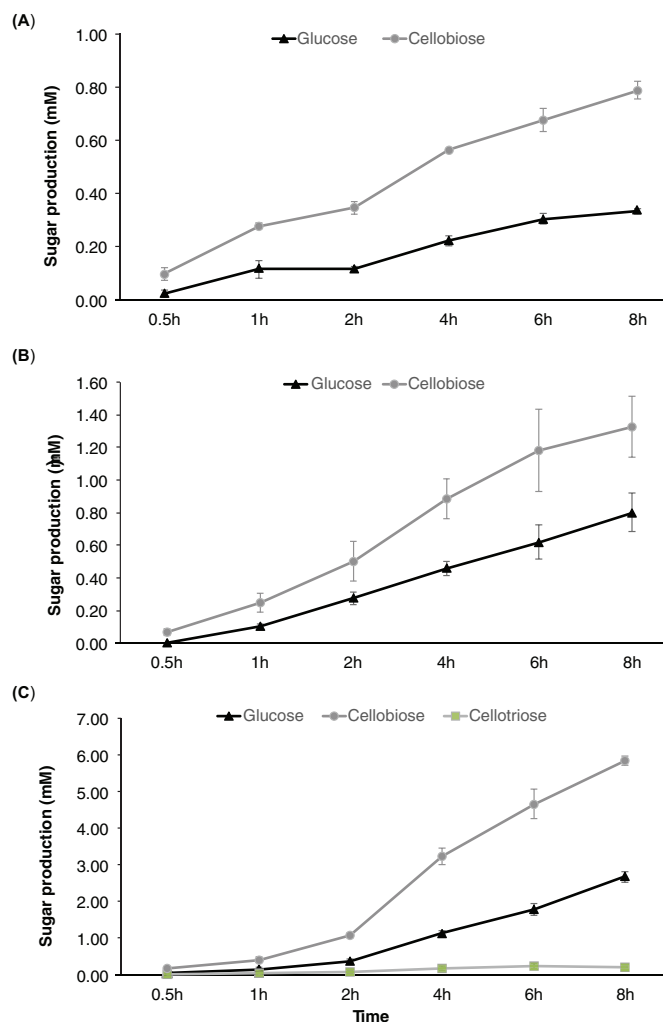 (A)
Glucose Cellobiose
Sugar production (mM)
1.00
0.80
0.60
0.40
0.20
0.00
0.5h 1h 2h 4h 6h 8h
(B)
Glucose Cellobiose
Sugar production (mM)
1.60
1.40
1.20
1.00
0.80
0.60
0.40
0.20
0.00
0.5h 1h 2h 4h 6h 8h
(C)
Glucose Cellobiose Cellotriose
Sugar production (mM)
7.00
6.00
5.00
4.00
3.00
2.00
1.00
0.00
0.5h 1h 2h 4h 6h 8h
Time